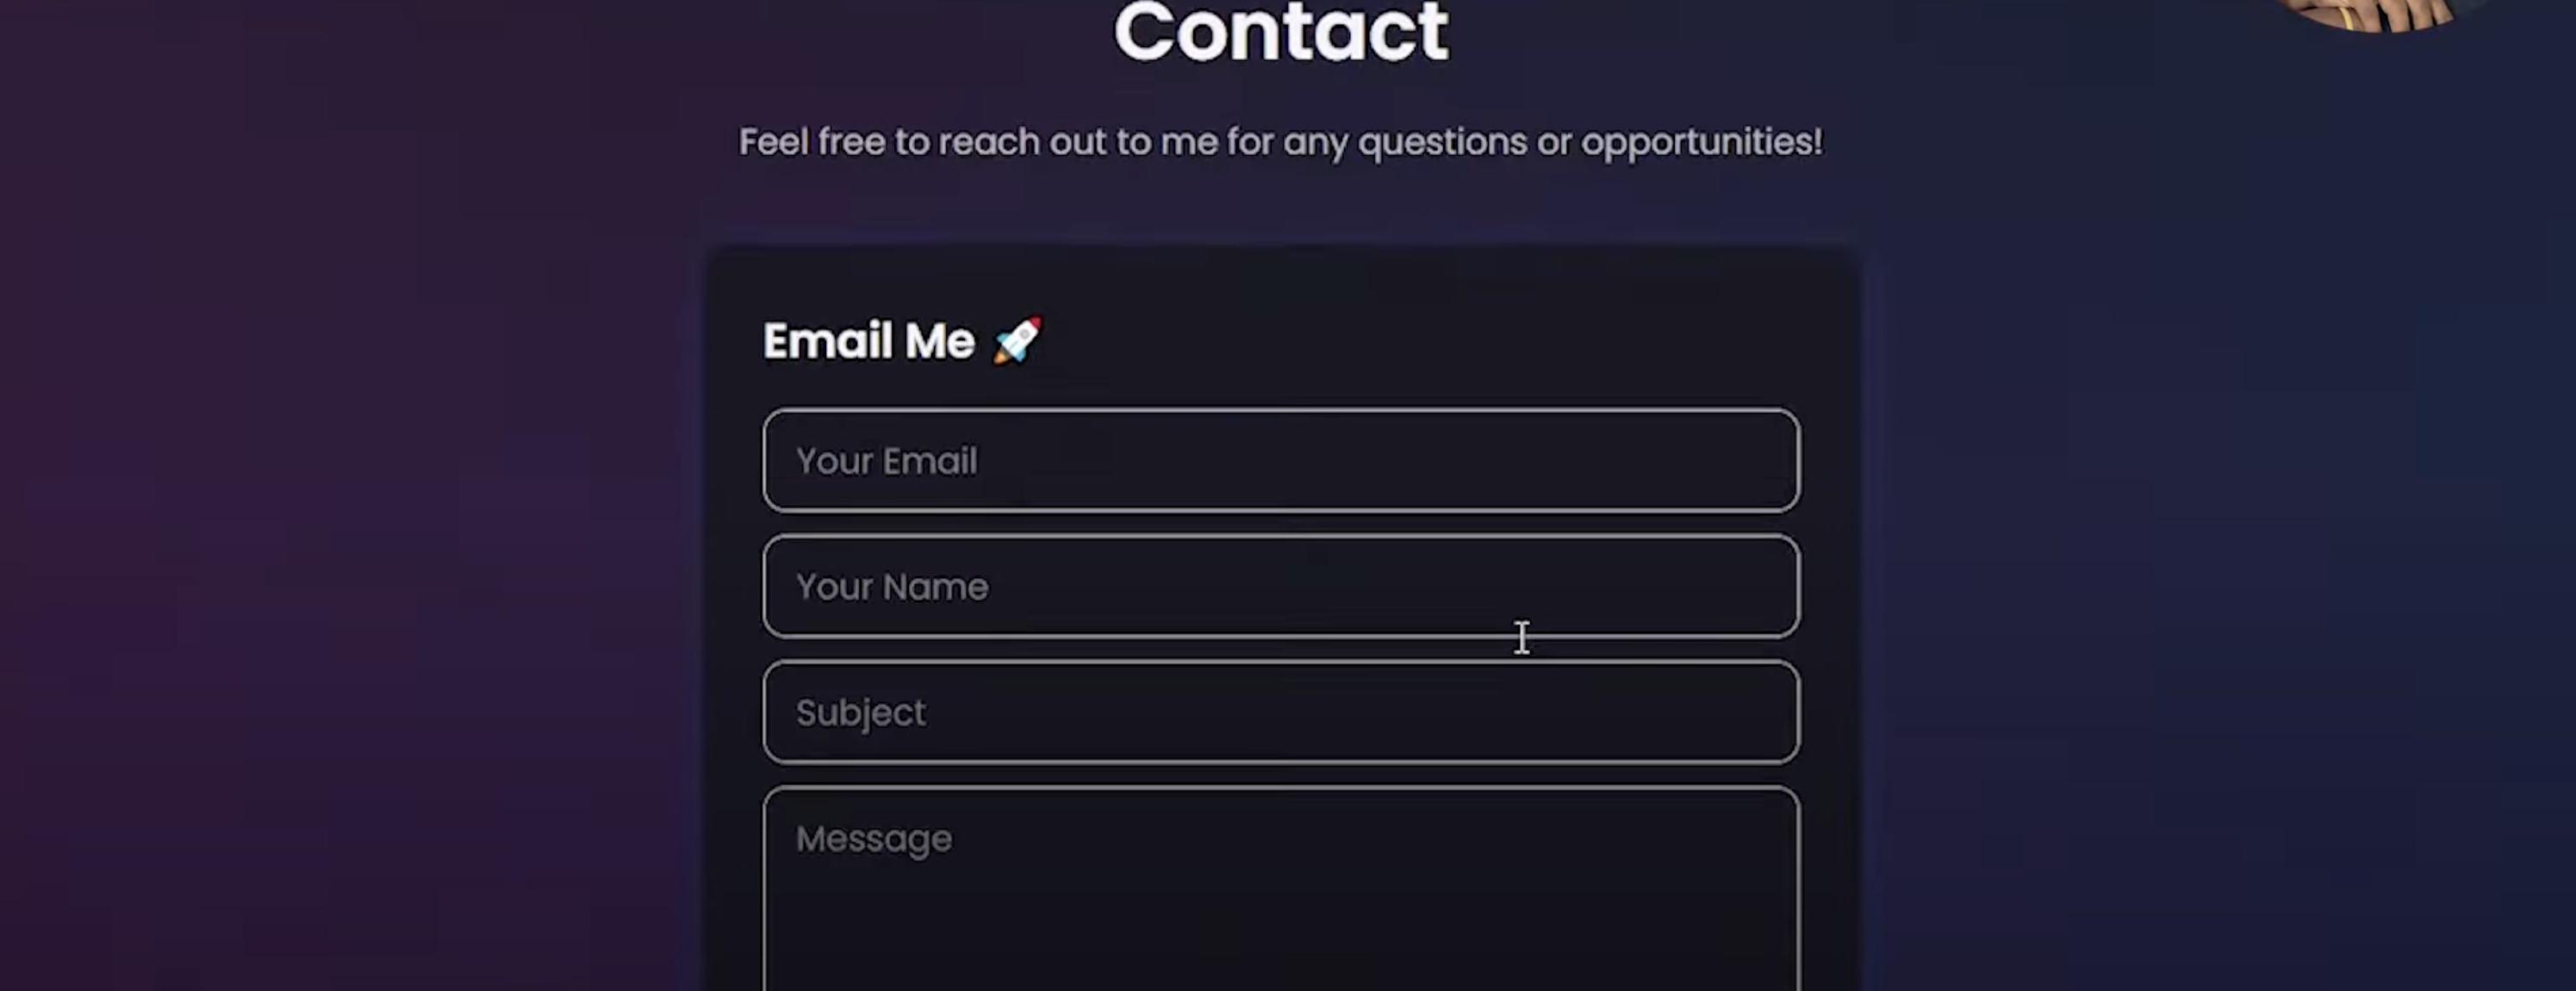 Contact
Feel free to reach out to me for any questions or opportunities!
Email Me 🚀
Your Email
Your Name
Subject
Message